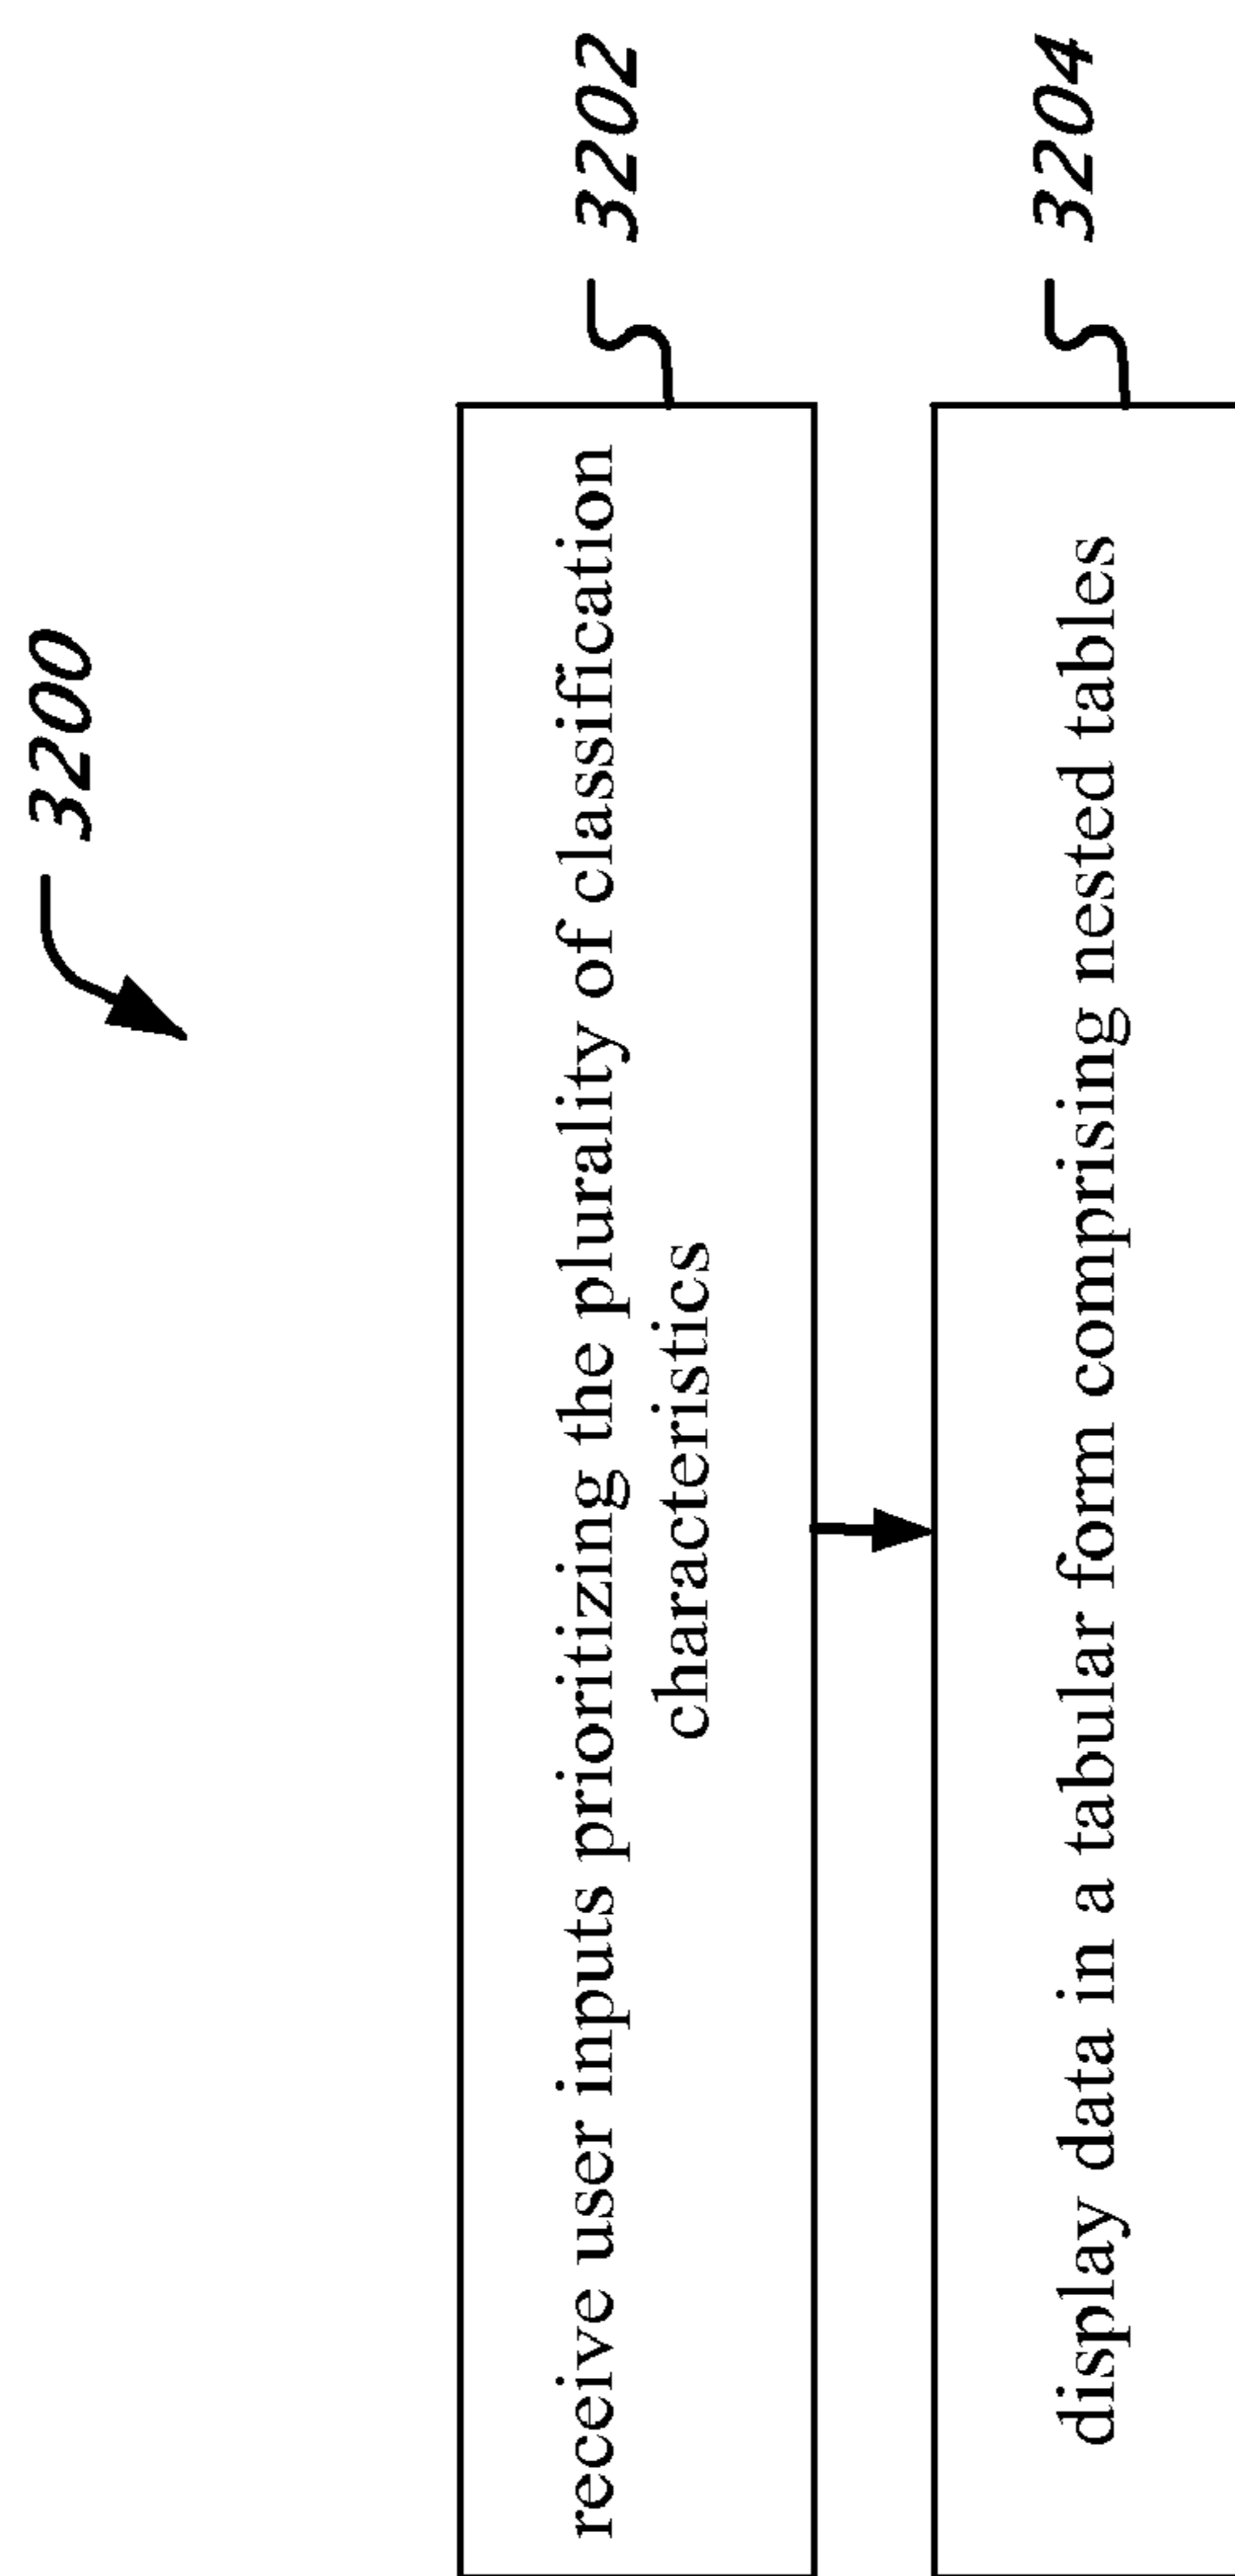 3200
receive user inputs prioritizing the plurality of classification
characteristics
3202
display data in a tabular form comprising nested tables
3204